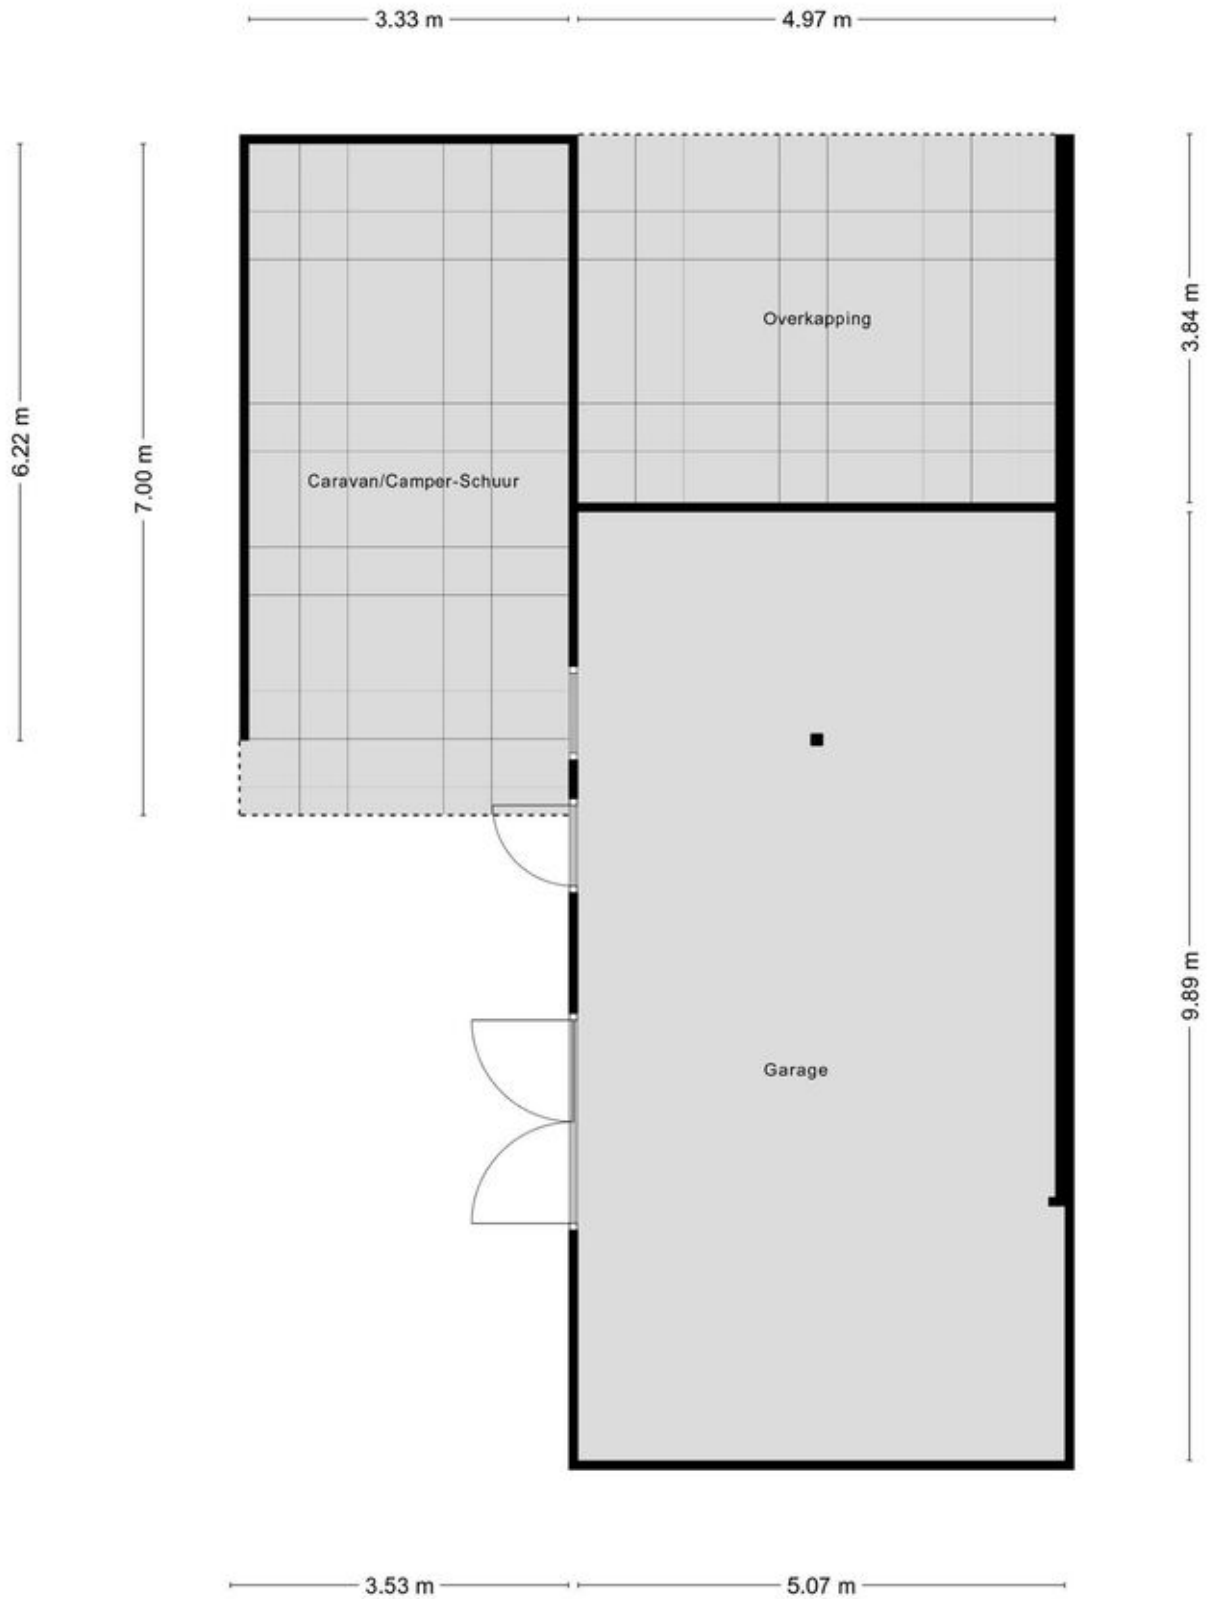 3.33 m
4.97 m
6.22 m
7.00 m
3.84 m
Overkapping
Caravan/Camper-Schuur
9.89 m
Garage
3.53 m
5.07 m